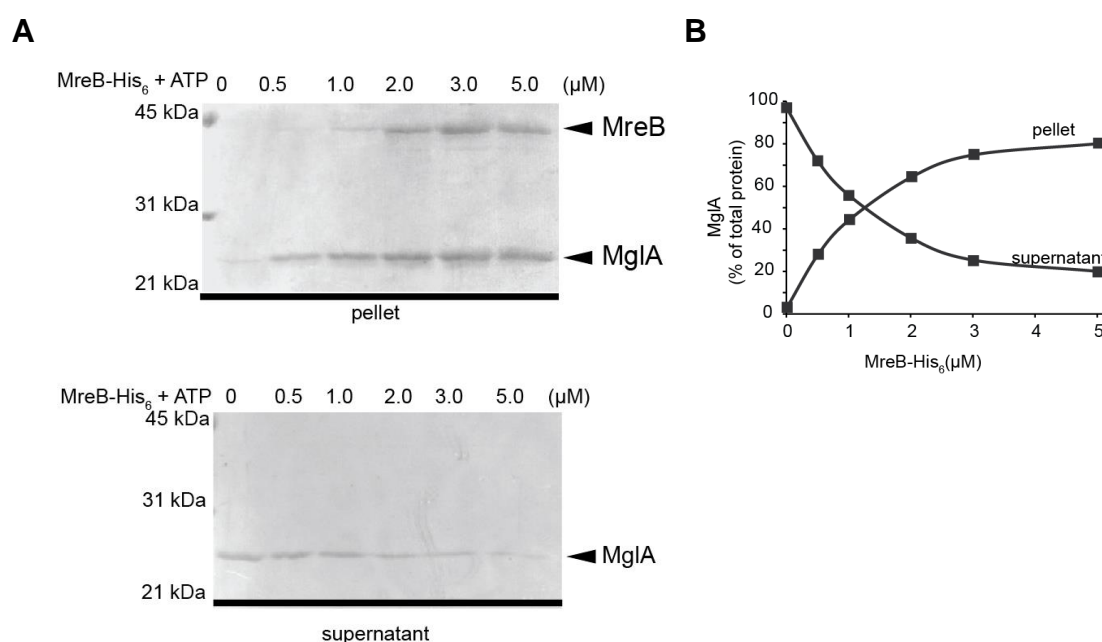 A
MreB-His6 + ATP 0 0.5 1.0 2.0 3.0 5.0 (µM)
45 kDa
MreB
31 kDa
MglA
21 kDa
pellet
MreB-His6 + ATP 0 0.5 1.0 2.0 3.0 5.0 (µM)
45 kDa
31 kDa
MglA
21 kDa
supernatant
B
100
80
60
40
20
0
MglA
(% of total protein)
pellet
supernatant
0 1 2 3 4 5
MreB-His6(µM)